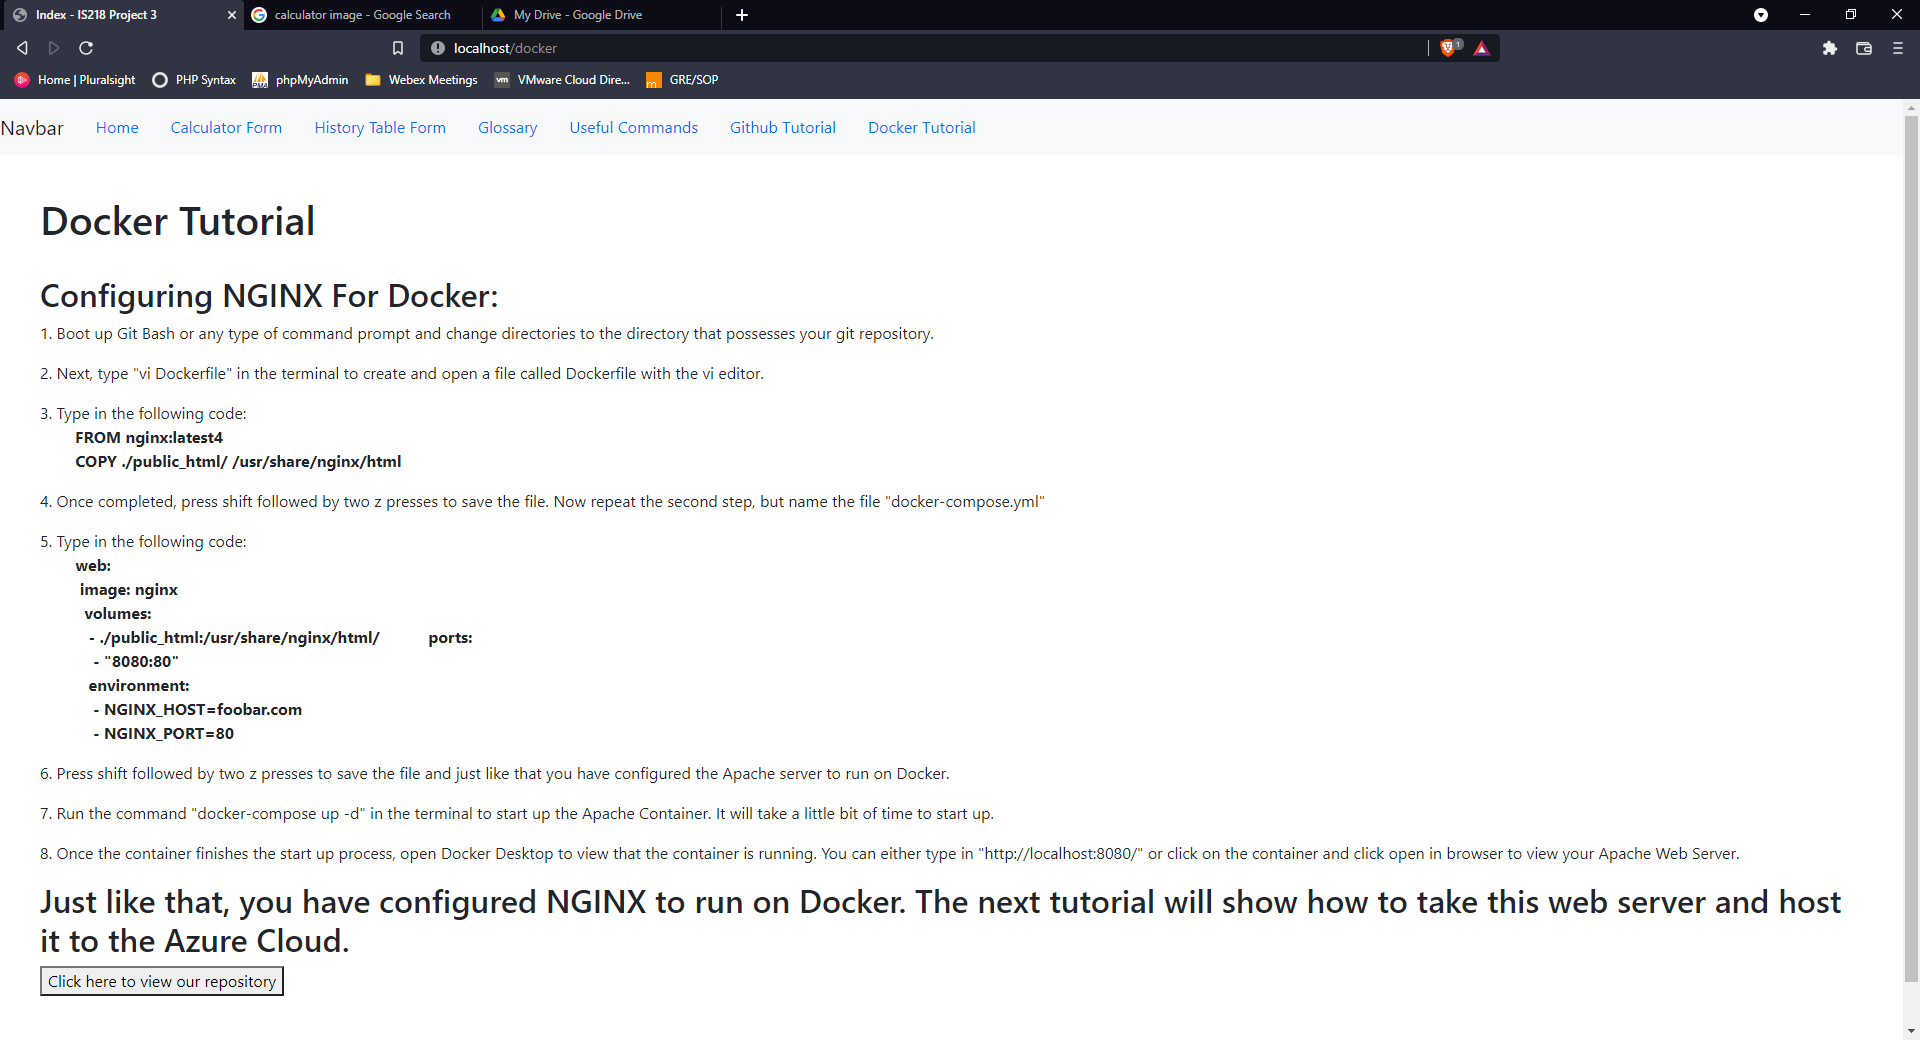 Index - IS218 Project 3
calculator image - Google Search
My Drive - Google Drive
localhost/docker
1
Home | Pluralsight
PHP Syntax
phpMyAdmin
Webex Meetings
vm
VMware Cloud Dire...
m
GRE/SOP
Navbar
Home
Calculator Form
History Table Form
Glossary
Useful Commands
Github Tutorial
Docker Tutorial
Docker Tutorial
Configuring NGINX For Docker:
1. Boot up Git Bash or any type of command prompt and change directories to the directory that possesses your git repository.
2. Next, type "vi Dockerfile" in the terminal to create and open a file called Dockerfile with the vi editor.
3. Type in the following code:
FROM nginx:latest4
COPY ./public_html/ /usr/share/nginx/html
4. Once completed, press shift followed by two z presses to save the file. Now repeat the second step, but name the file "docker-compose.yml"
5. Type in the following code:
web:
image: nginx
volumes:
- ./public_html:/usr/share/nginx/html/ ports:
- "8080:80"
environment:
- NGINX_HOST=foobar.com
- NGINX_PORT=80
6. Press shift followed by two z presses to save the file and just like that you have configured the Apache server to run on Docker.
7. Run the command "docker-compose up -d" in the terminal to start up the Apache Container. It will take a little bit of time to start up.
8. Once the container finishes the start up process, open Docker Desktop to view that the container is running. You can either type in "http://localhost:8080/" or click on the container and click open in browser to view your Apache Web Server.
Just like that, you have configured NGINX to run on Docker. The next tutorial will show how to take this web server and host
it to the Azure Cloud.
Click here to view our repository